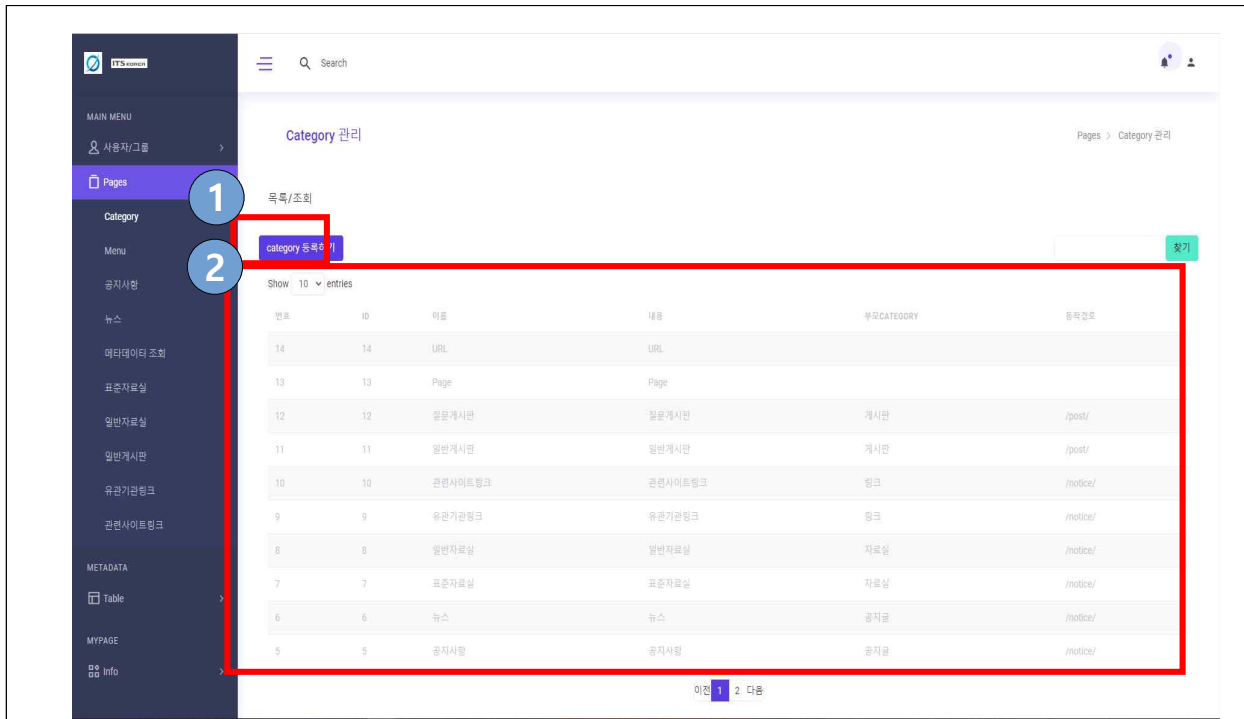 ITS KOREA
Search
MAIN MENU
사용자/그룹
Pages
Category
Menu
공지사항
뉴스
메타데이터 조회
표준자료실
일반자료실
일반게시판
유관기관링크
관련사이트링크
METADATA
Table
MYPAGE
Info
Category 관리
Pages > Category 관리
1
목록/조회
category 등록하기
찾기
2
Show 10 entries
번호 ID 이름 내용 부모CATEGORY 동작경로
14 14 URL URL
13 13 Page Page
12 12 질문게시판 질문게시판 게시판 /post/
11 11 일반게시판 일반게시판 게시판 /post/
10 10 관련사이트링크 관련사이트링크 링크 /notice/
9 9 유관기관링크 유관기관링크 링크 /notice/
8 8 일반자료실 일반자료실 자료실 /notice/
7 7 표준자료실 표준자료실 자료실 /notice/
6 6 뉴스 뉴스 공지글 /notice/
5 5 공지사항 공지사항 공지글 /notice/
이전 1 2 다음